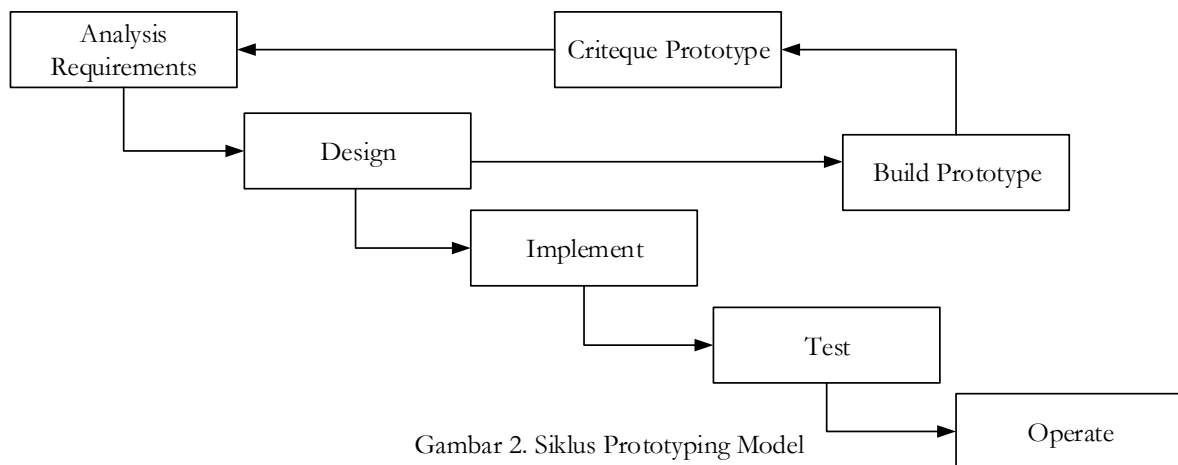 Analysis
Requirements
Criteque Prototype
Design
Build Prototype
Implement
Test
Operate
Gambar 2. Siklus Prototyping Model